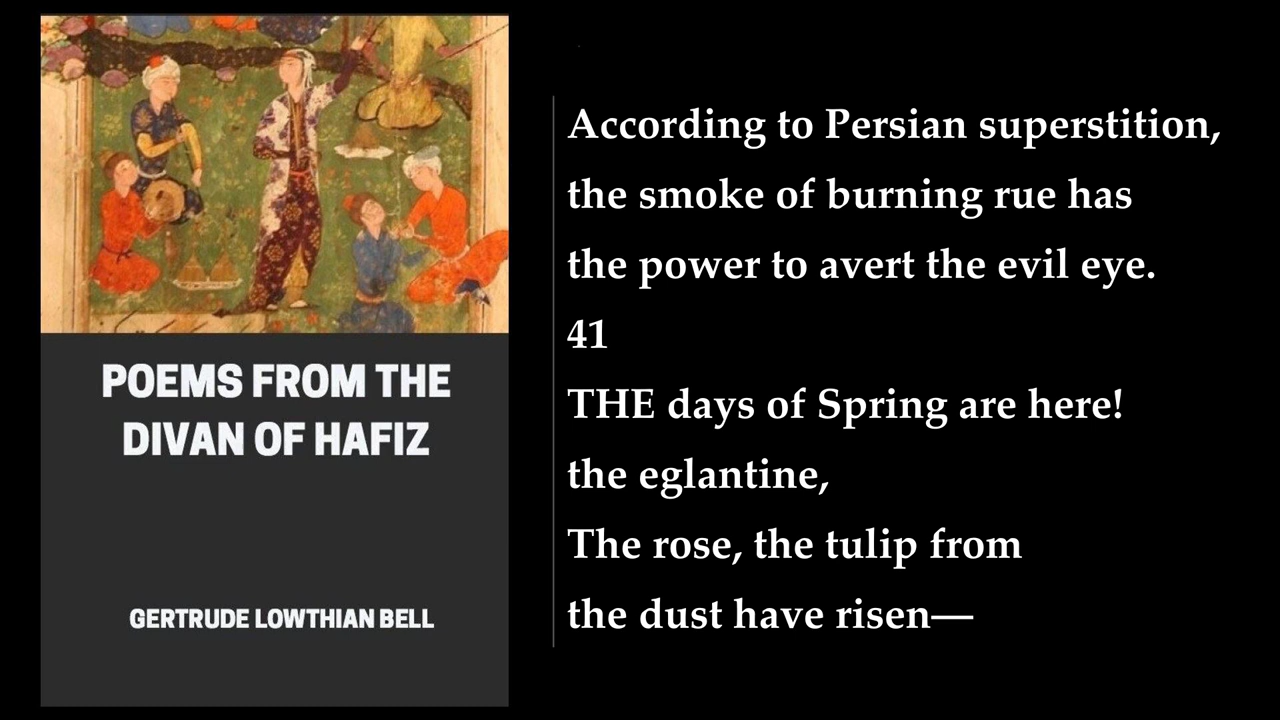 POEMS FROM THE
DIVAN OF HAFIZ
GERTRUDE LOWTHIAN BELL
According to Persian superstition,
the smoke of burning rue has
the power to avert the evil eye.
41
THE days of Spring are here!
the eglantine,
The rose, the tulip from
the dust have risen—